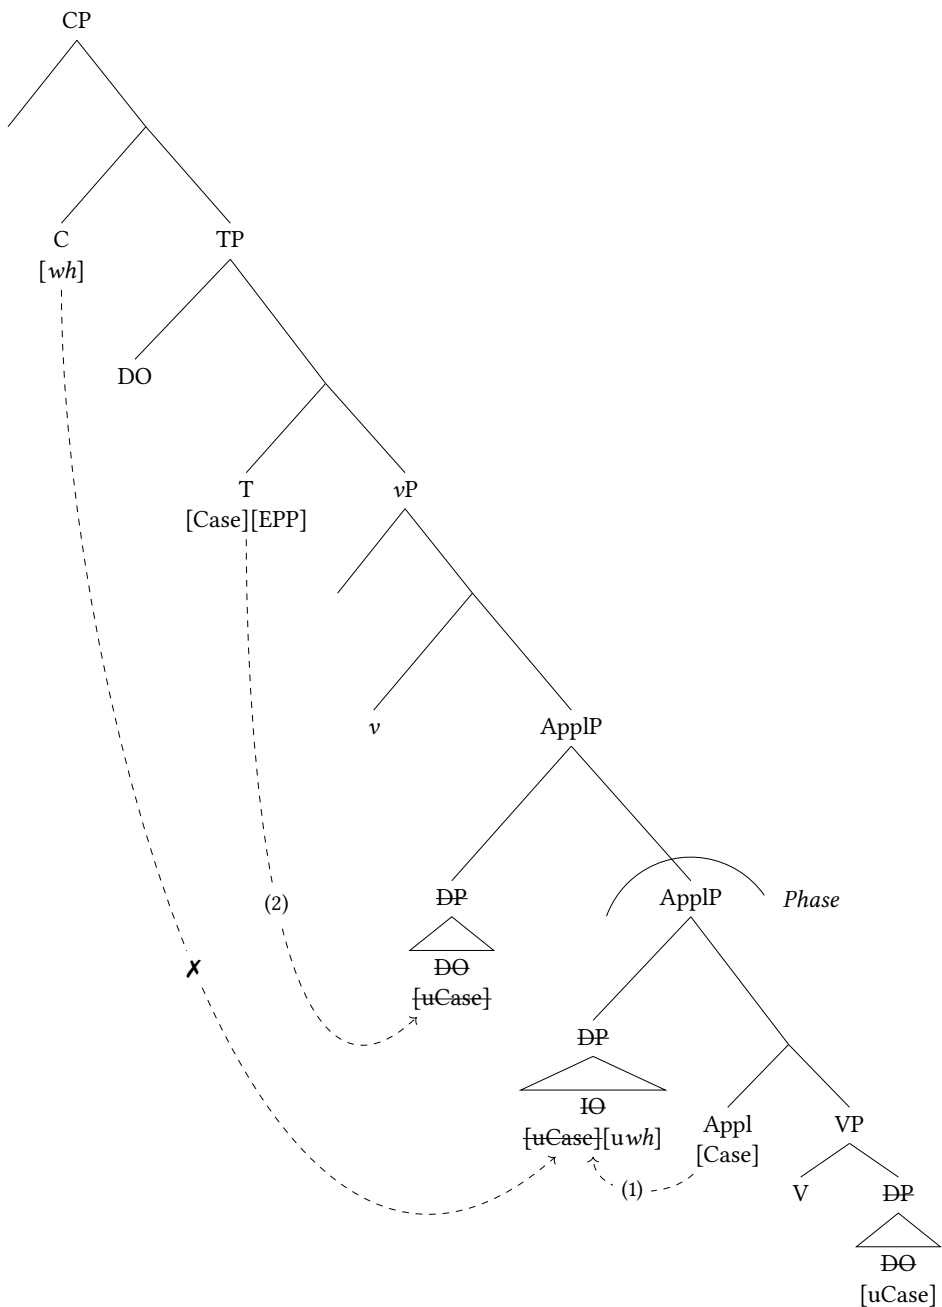 CP
C
TP
[wh]
DO
T
vP
[Case][EPP]
v
ApplP
(2)
DP
ApplP
Phase
✗
DO
[uCase]
DP
IO
Appl
VP
[uCase][uwh]
[Case]
(1)
V
DP
DO
[uCase]